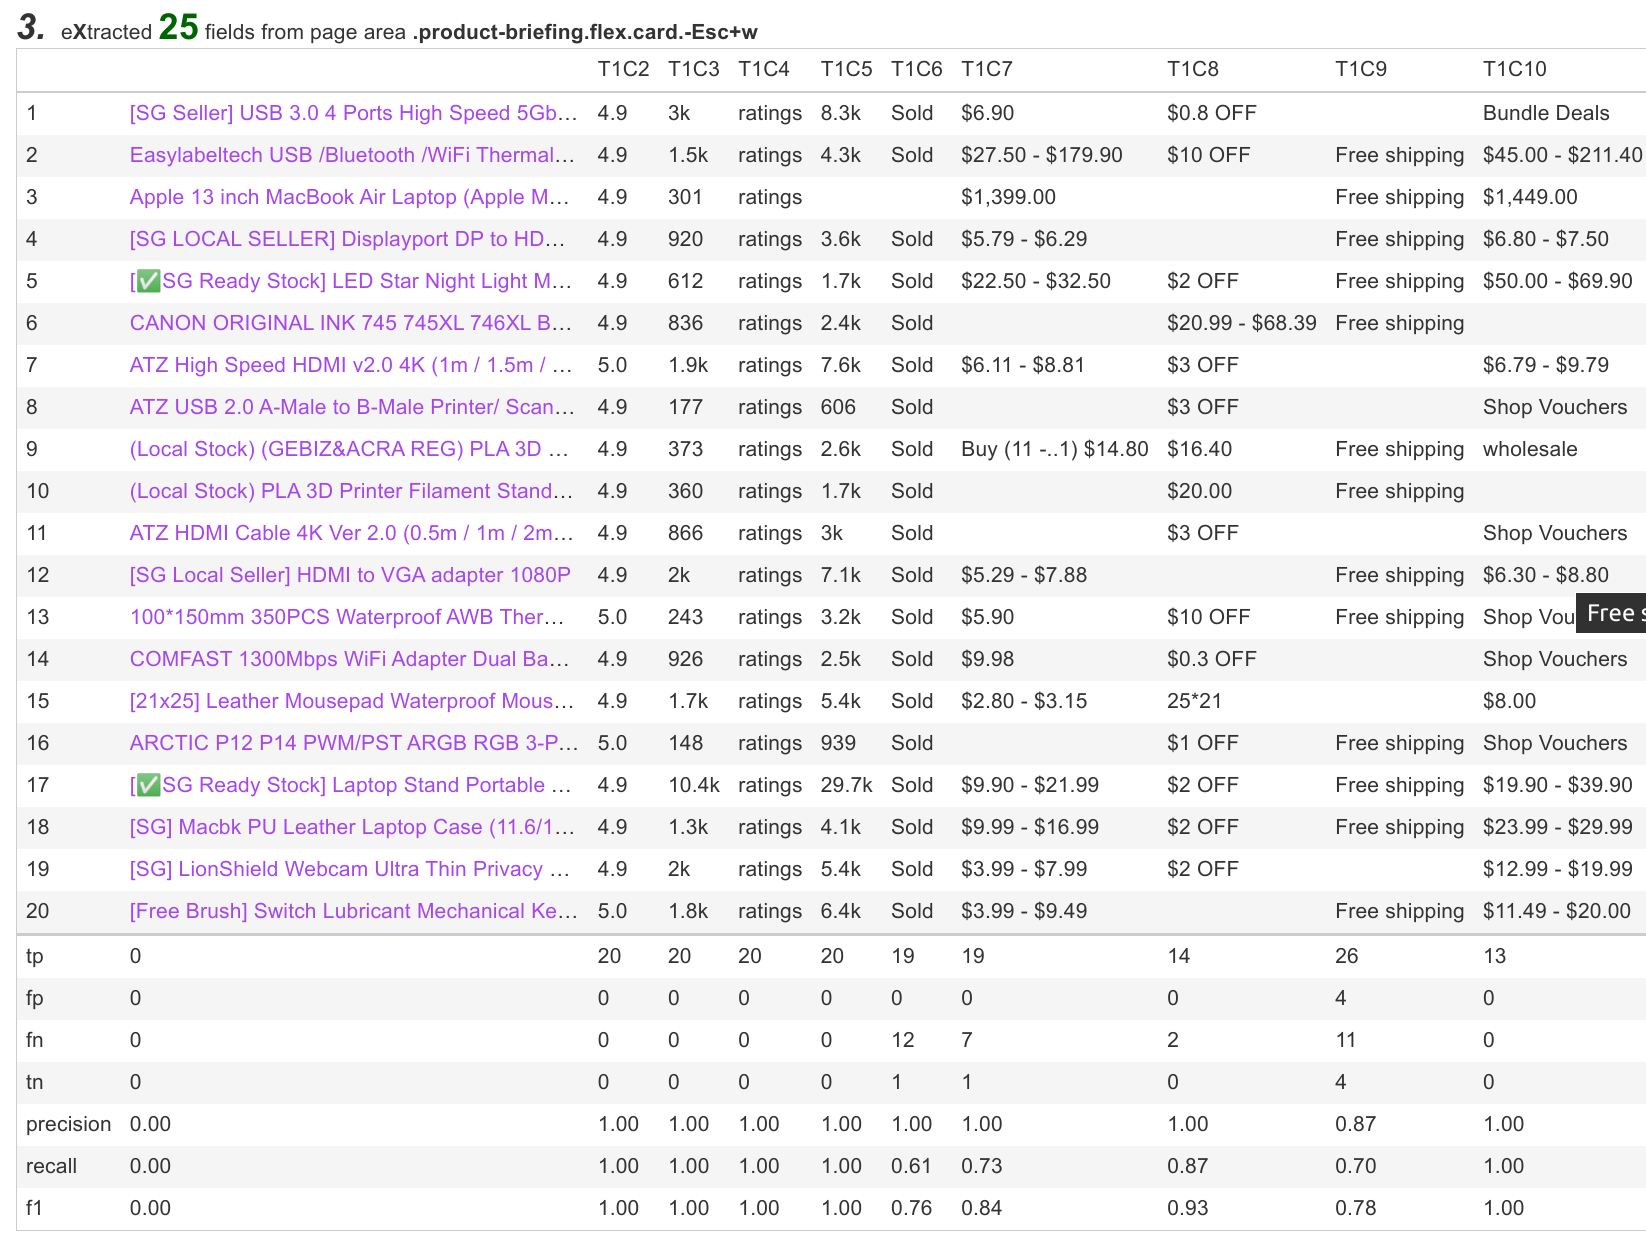 3. eXtracted 25 fields from page area .product-briefing.flex.card.-Esc+w
T1C2 T1C3 T1C4 T1C5 T1C6 T1C7 T1C8 T1C9 T1C10
1 [SG Seller] USB 3.0 4 Ports High Speed 5Gb… 4.9 3k ratings 8.3k Sold $6.90 $0.8 OFF Bundle Deals
2 Easylabeltech USB /Bluetooth /WiFi Thermal… 4.9 1.5k ratings 4.3k Sold $27.50 - $179.90 $10 OFF Free shipping $45.00 - $211.40
3 Apple 13 inch MacBook Air Laptop (Apple M… 4.9 301 ratings $1,399.00 Free shipping $1,449.00
4 [SG LOCAL SELLER] Displayport DP to HD… 4.9 920 ratings 3.6k Sold $5.79 - $6.29 Free shipping $6.80 - $7.50
5 [✅SG Ready Stock] LED Star Night Light M… 4.9 612 ratings 1.7k Sold $22.50 - $32.50 $2 OFF Free shipping $50.00 - $69.90
6 CANON ORIGINAL INK 745 745XL 746XL B… 4.9 836 ratings 2.4k Sold $20.99 - $68.39 Free shipping
7 ATZ High Speed HDMI v2.0 4K (1m / 1.5m / … 5.0 1.9k ratings 7.6k Sold $6.11 - $8.81 $3 OFF $6.79 - $9.79
8 ATZ USB 2.0 A-Male to B-Male Printer/ Scan… 4.9 177 ratings 606 Sold $3 OFF Shop Vouchers
9 (Local Stock) (GEBIZ&ACRA REG) PLA 3D … 4.9 373 ratings 2.6k Sold Buy (11 -..1) $14.80 $16.40 Free shipping wholesale
10 (Local Stock) PLA 3D Printer Filament Stand… 4.9 360 ratings 1.7k Sold $20.00 Free shipping
11 ATZ HDMI Cable 4K Ver 2.0 (0.5m / 1m / 2m… 4.9 866 ratings 3k Sold $3 OFF Shop Vouchers
12 [SG Local Seller] HDMI to VGA adapter 1080P 4.9 2k ratings 7.1k Sold $5.29 - $7.88 Free shipping $6.30 - $8.80
13 100*150mm 350PCS Waterproof AWB Ther… 5.0 243 ratings 3.2k Sold $5.90 $10 OFF Free shipping Shop Vou Free s
14 COMFAST 1300Mbps WiFi Adapter Dual Ba… 4.9 926 ratings 2.5k Sold $9.98 $0.3 OFF Shop Vouchers
15 [21x25] Leather Mousepad Waterproof Mous… 4.9 1.7k ratings 5.4k Sold $2.80 - $3.15 25*21 $8.00
16 ARCTIC P12 P14 PWM/PST ARGB RGB 3-P… 5.0 148 ratings 939 Sold $1 OFF Free shipping Shop Vouchers
17 [✅SG Ready Stock] Laptop Stand Portable … 4.9 10.4k ratings 29.7k Sold $9.90 - $21.99 $2 OFF Free shipping $19.90 - $39.90
18 [SG] Macbk PU Leather Laptop Case (11.6/1… 4.9 1.3k ratings 4.1k Sold $9.99 - $16.99 $2 OFF Free shipping $23.99 - $29.99
19 [SG] LionShield Webcam Ultra Thin Privacy … 4.9 2k ratings 5.4k Sold $3.99 - $7.99 $2 OFF $12.99 - $19.99
20 [Free Brush] Switch Lubricant Mechanical Ke… 5.0 1.8k ratings 6.4k Sold $3.99 - $9.49 Free shipping $11.49 - $20.00
tp 0 20 20 20 20 19 19 14 26 13
fp 0 0 0 0 0 0 0 0 4 0
fn 0 0 0 0 0 12 7 2 11 0
tn 0 0 0 0 0 1 1 0 4 0
precision 0.00 1.00 1.00 1.00 1.00 1.00 1.00 1.00 0.87 1.00
recall 0.00 1.00 1.00 1.00 1.00 0.61 0.73 0.87 0.70 1.00
f1 0.00 1.00 1.00 1.00 1.00 0.76 0.84 0.93 0.78 1.00